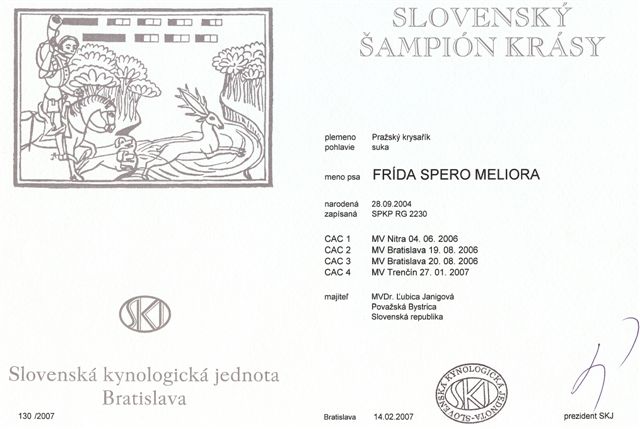 SLOVENSKÝ
ŠAMPIÓN KRÁSY
plemeno Pražský krysařík
pohlavie suka
meno psa FRÍDA SPERO MELIORA
narodená 28.09.2004
zapísaná SPKP RG 2230
CAC 1 MV Nitra 04. 06. 2006
CAC 2 MV Bratislava 19. 08. 2006
CAC 3 MV Bratislava 20. 08. 2006
CAC 4 MV Trenčín 27. 01. 2007
majiteľ MVDr. Ľubica Janigová
Považská Bystrica
Slovenská republika
SKJ
Slovenská kynologická jednota
Bratislava
130 /2007
Bratislava 14.02.2007
SLOVENSKÁ KYNOLOGICKÁ JEDNOTA
SKJ
prezident SKJ